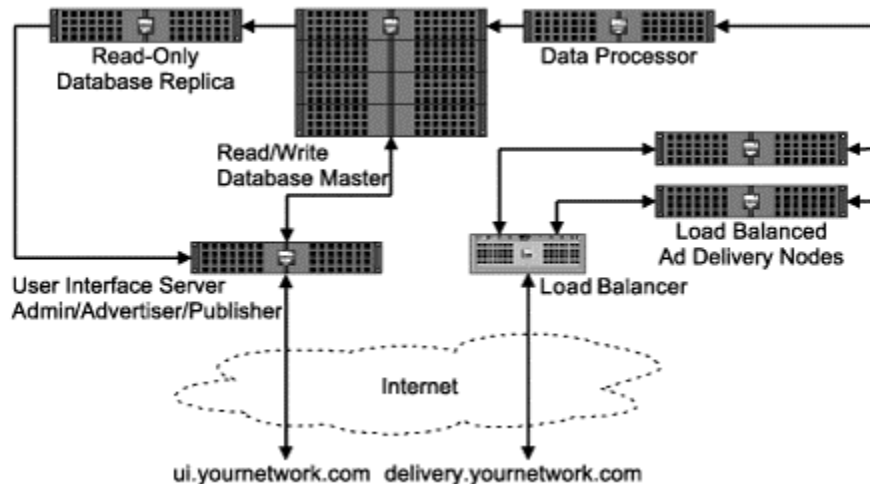 Read-Only
Database Replica
Data Processor
Read/Write
Database Master
Load Balanced
Ad Delivery Nodes
User Interface Server
Admin/Advertiser/Publisher
Load Balancer
Internet
ui.yournetwork.com
delivery.yournetwork.com